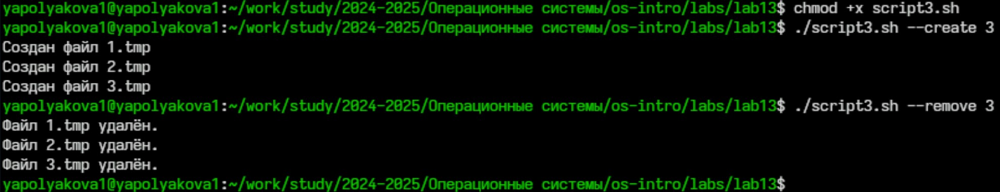 yapolyakova1@yapolyakova1:~/work/study/2024-2025/Операционные системы/os-intro/labs/lab13$ chmod +x script3.sh
yapolyakova1@yapolyakova1:~/work/study/2024-2025/Операционные системы/os-intro/labs/lab13$ ./script3.sh --create 3
Создан файл 1.tmp
Создан файл 2.tmp
Создан файл 3.tmp
yapolyakova1@yapolyakova1:~/work/study/2024-2025/Операционные системы/os-intro/labs/lab13$ ./script3.sh --remove 3
Файл 1.tmp удалён.
Файл 2.tmp удалён.
Файл 3.tmp удалён.
yapolyakova1@yapolyakova1:~/work/study/2024-2025/Операционные системы/os-intro/labs/lab13$